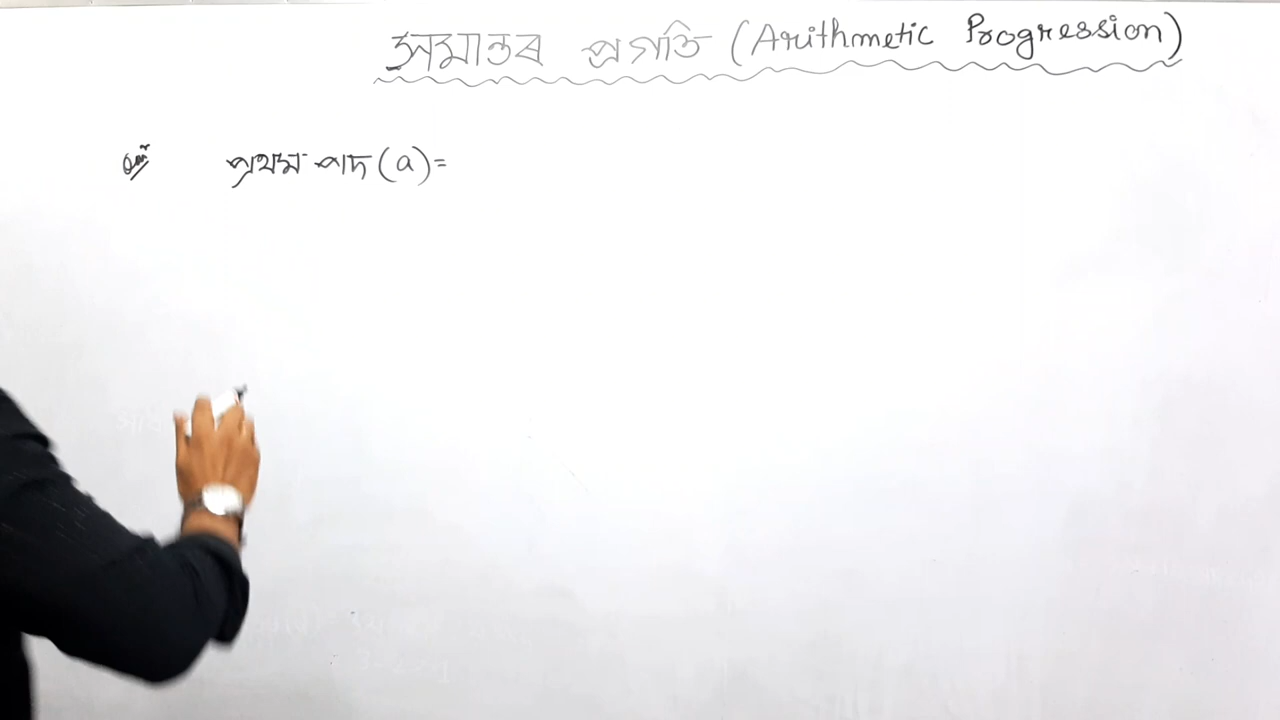 সমান্তৰ প্ৰগতি (Arithmetic Progression)
প্ৰথম পদ (a) =